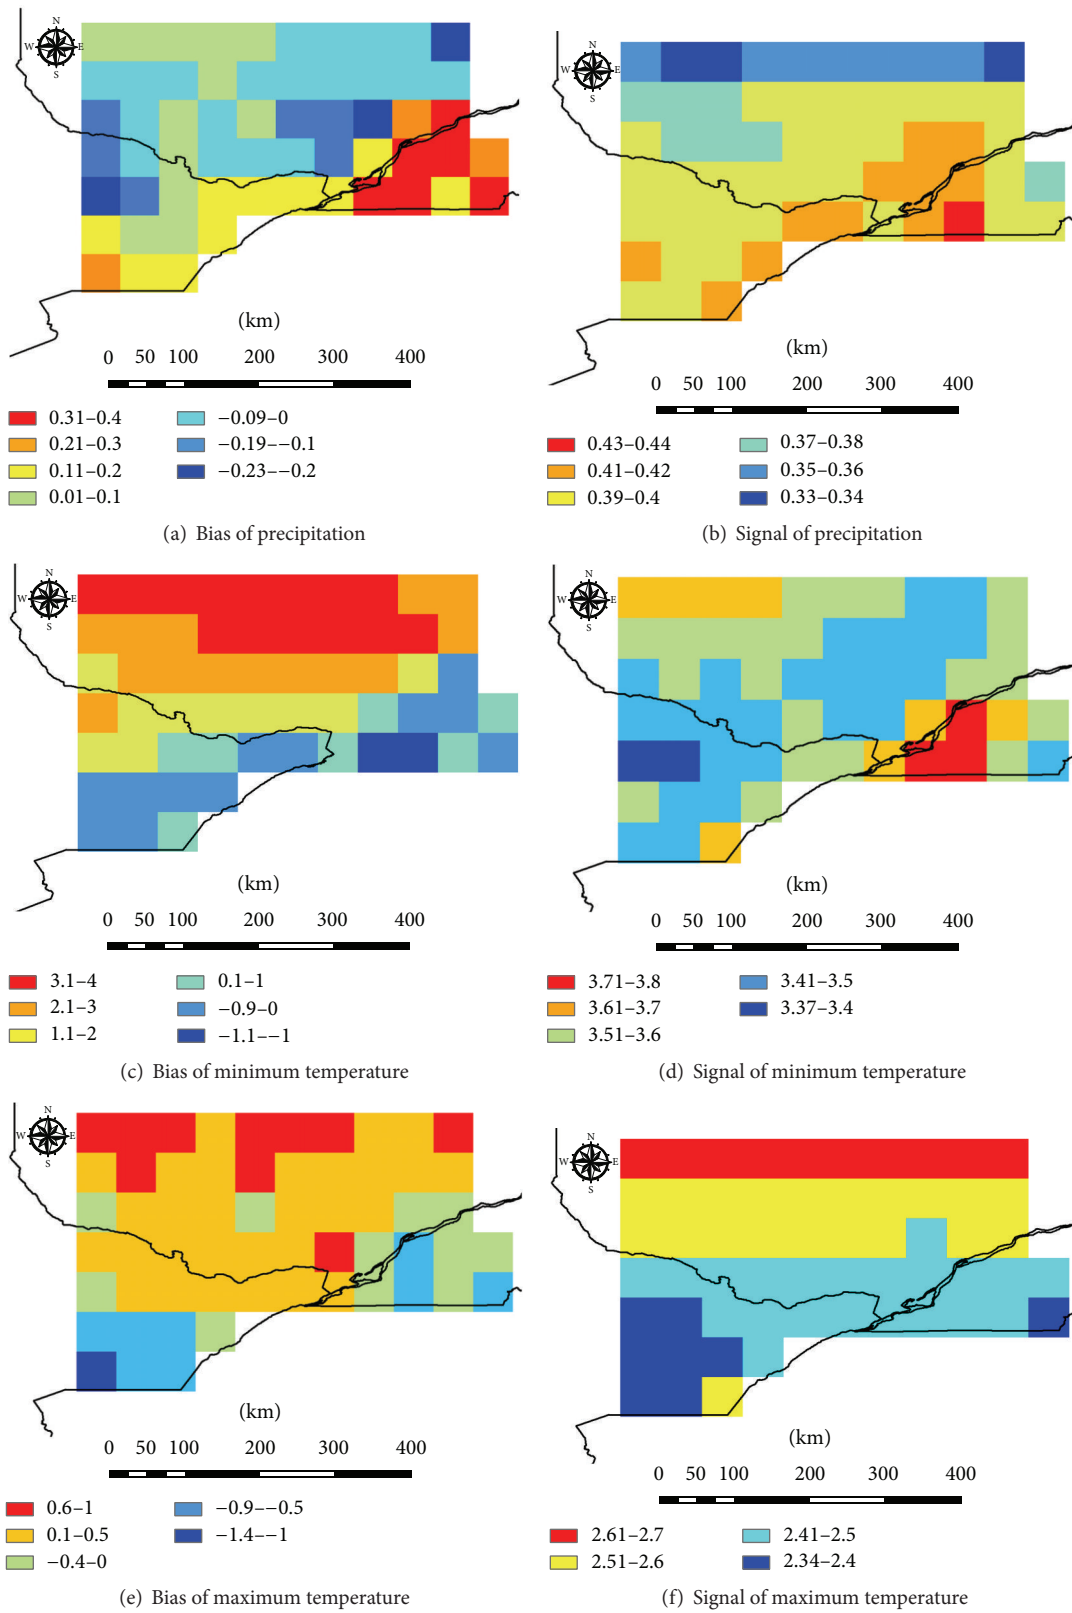 N
W E
S
(km)
0 50 100 200 300 400
0.31–0.4
0.21–0.3
0.11–0.2
0.01–0.1
−0.09–0
−0.19–−0.1
−0.23–−0.2
(a) Bias of precipitation
N
W E
S
(km)
0 50 100 200 300 400
0.43–0.44
0.41–0.42
0.39–0.4
0.37–0.38
0.35–0.36
0.33–0.34
(b) Signal of precipitation
N
W E
S
(km)
0 50 100 200 300 400
3.1–4
2.1–3
1.1–2
0.1–1
−0.9–0
−1.1–−1
(c) Bias of minimum temperature
N
W E
S
(km)
0 50 100 200 300 400
3.71–3.8
3.61–3.7
3.51–3.6
3.41–3.5
3.37–3.4
(d) Signal of minimum temperature
N
W E
S
(km)
0 50 100 200 300 400
0.6–1
0.1–0.5
−0.4–0
−0.9–−0.5
−1.4–−1
(e) Bias of maximum temperature
N
W E
S
(km)
0 50 100 200 300 400
2.61–2.7
2.51–2.6
2.41–2.5
2.34–2.4
(f) Signal of maximum temperature